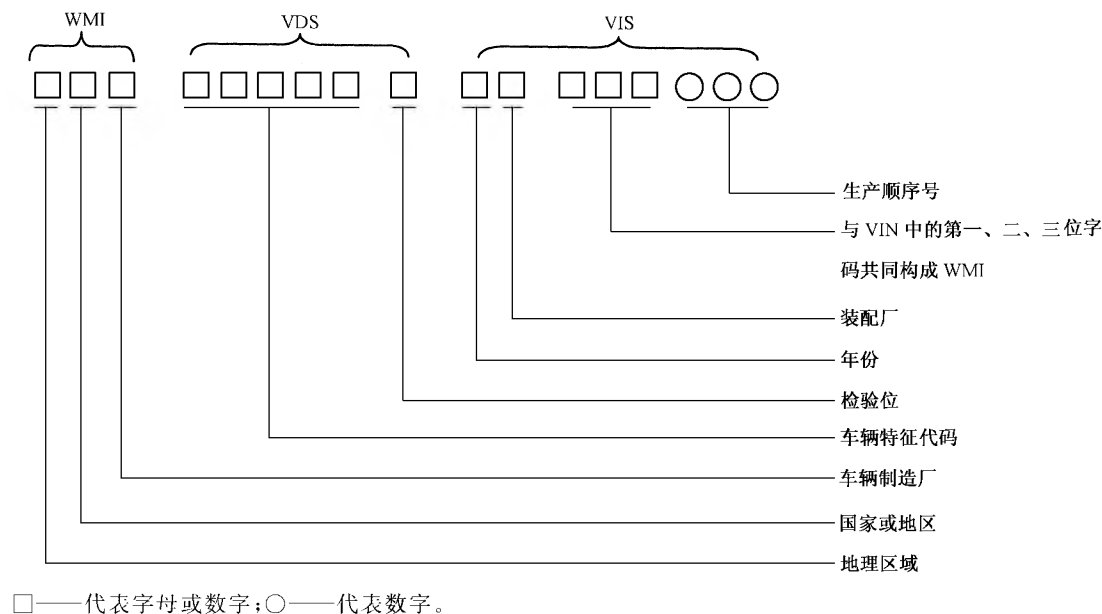 WMI VDS VIS
生产顺序号
与 VIN 中的第一、二、三位字
码共同构成 WMI
装配厂
年份
检验位
车辆特征代码
车辆制造厂
国家或地区
地理区域
□——代表字母或数字;○——代表数字。